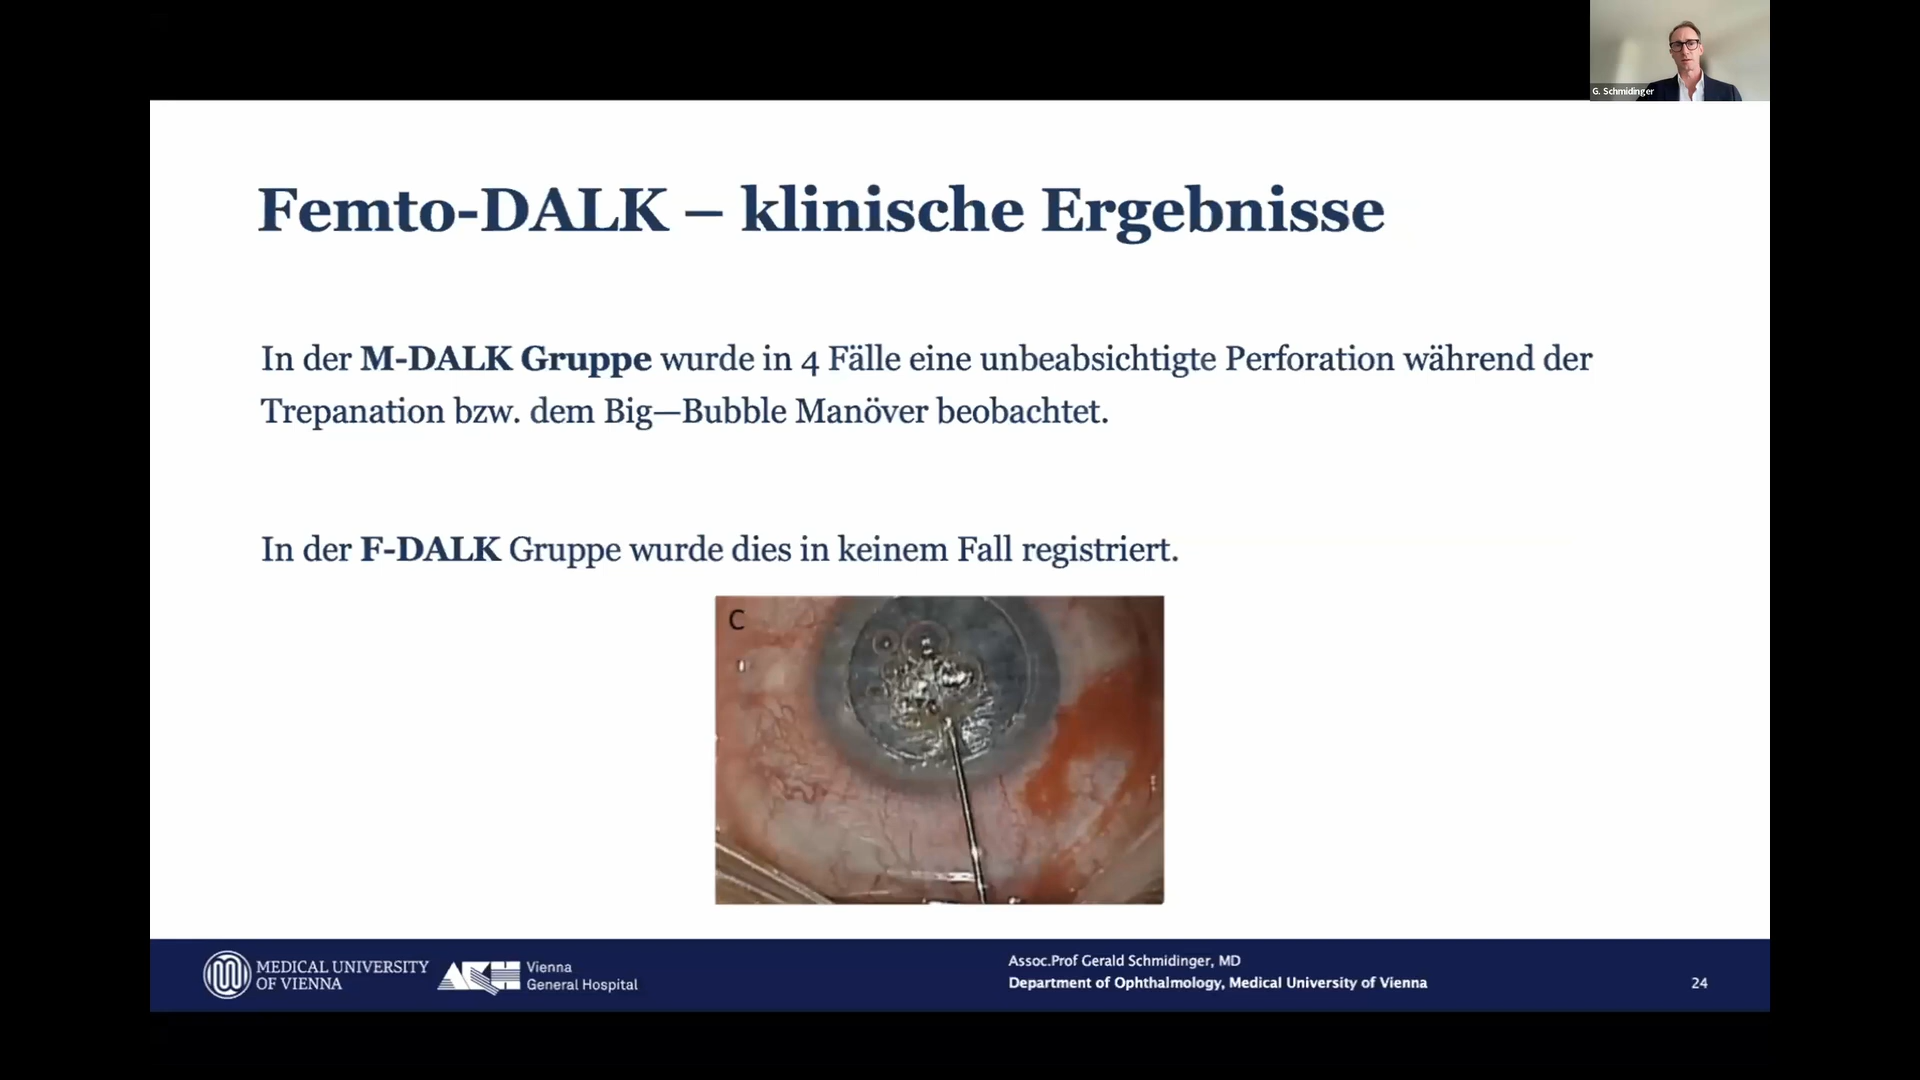 G. Schmidinger
Femto-DALK – klinische Ergebnisse
In der M-DALK Gruppe wurde in 4 Fälle eine unbeabsichtigte Perforation während der
Trepanation bzw. dem Big—Bubble Manöver beobachtet.
In der F-DALK Gruppe wurde dies in keinem Fall registriert.
C
MEDICAL UNIVERSITY
OF VIENNA
AKH
Vienna
General Hospital
Assoc.Prof Gerald Schmidinger, MD
Department of Ophthalmology, Medical University of Vienna
24